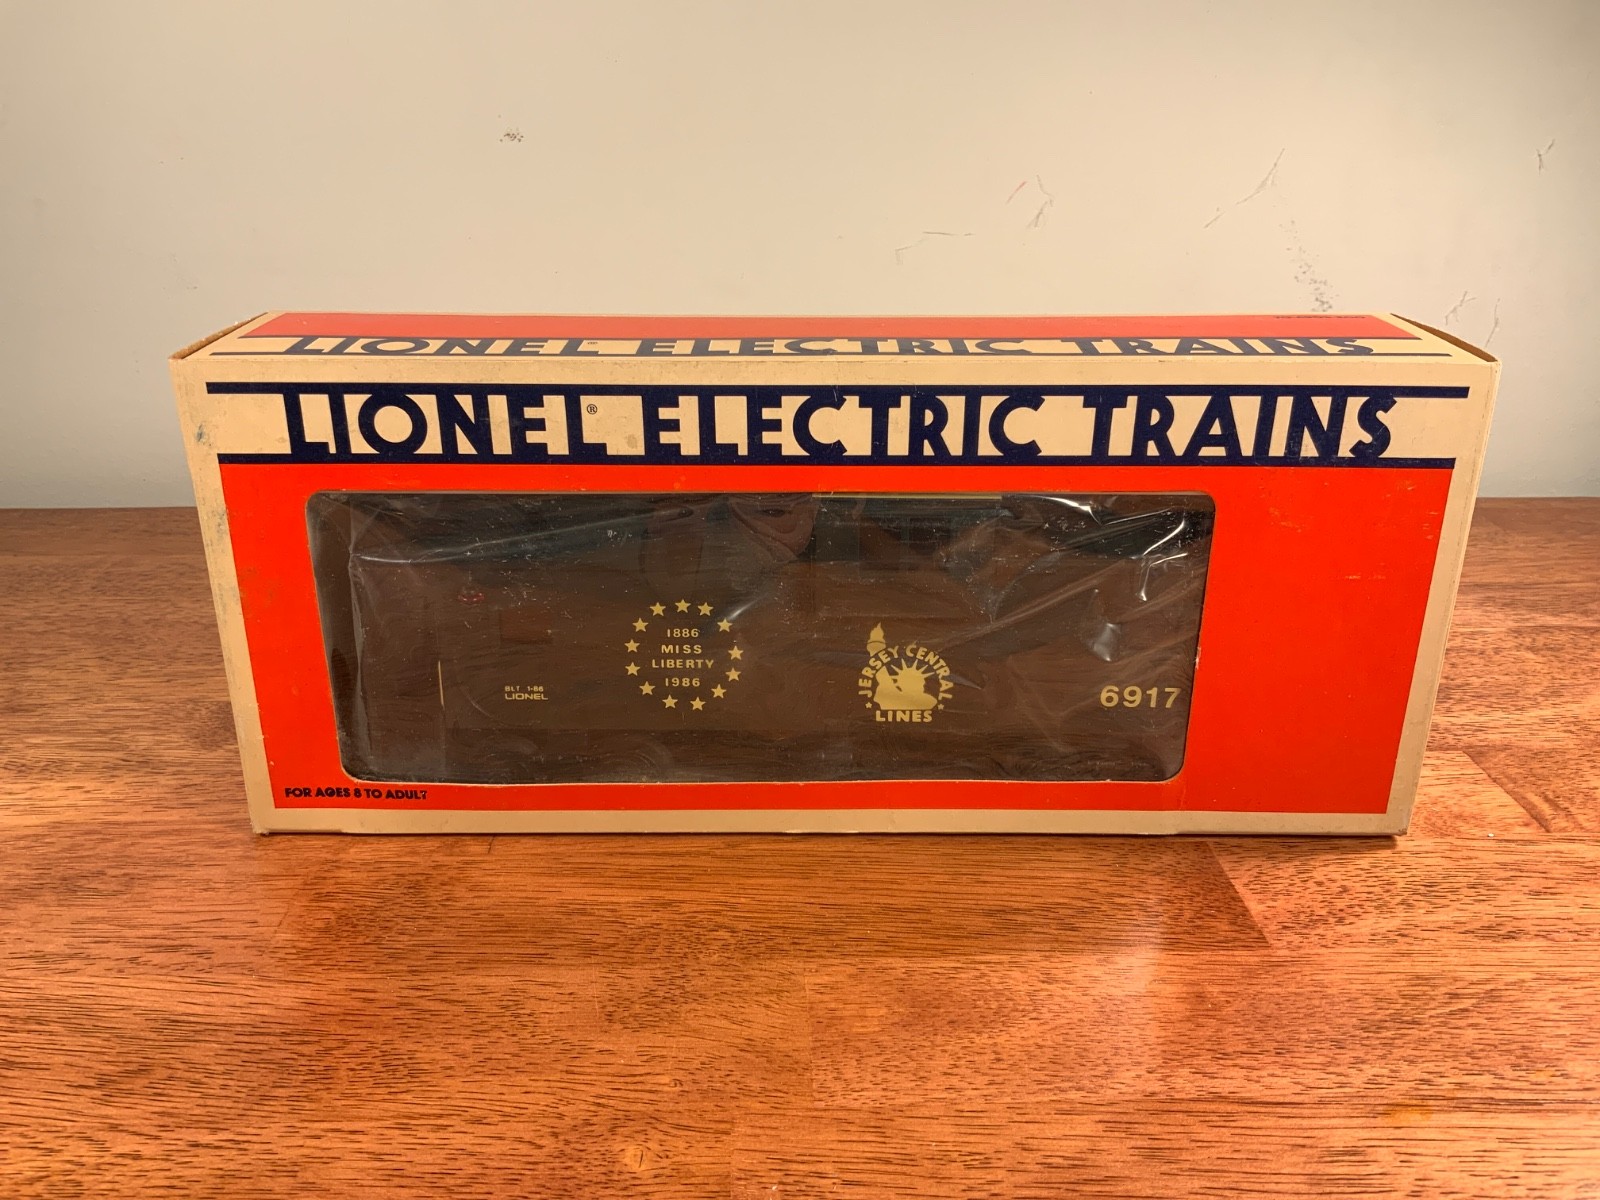 LIONEL® ELECTRIC TRAINS
LIONEL® ELECTRIC TRAINS
1886
MISS
LIBERTY
1986
BLT 1-86
LIONEL
JERSEY CENTRAL
LINES
6917
FOR AGES 8 TO ADULT